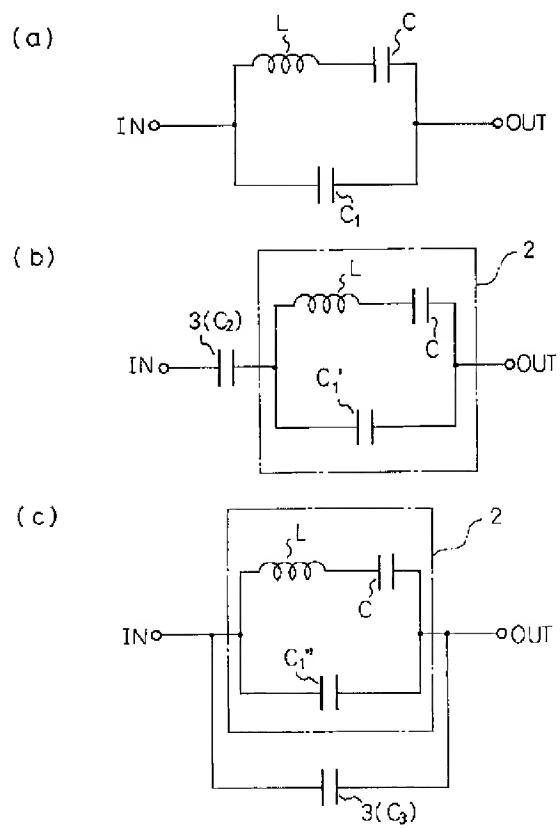 (a)
L
C
IN
OUT
C₁
(b)
2
L
3(C₂)
C
IN
OUT
C₁'
(c)
2
L
C
IN
OUT
C₁"
3(C₃)